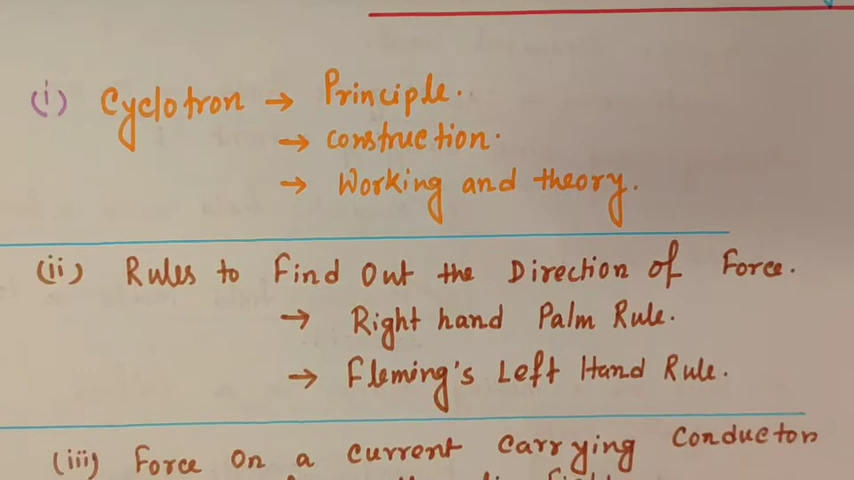 (i) Cyclotron → Principle.
→ construction.
→ Working and theory.
(ii) Rules to Find Out the Direction of Force.
→ Right hand Palm Rule.
→ Fleming's Left Hand Rule.
(iii) Force On a current carrying Conductor